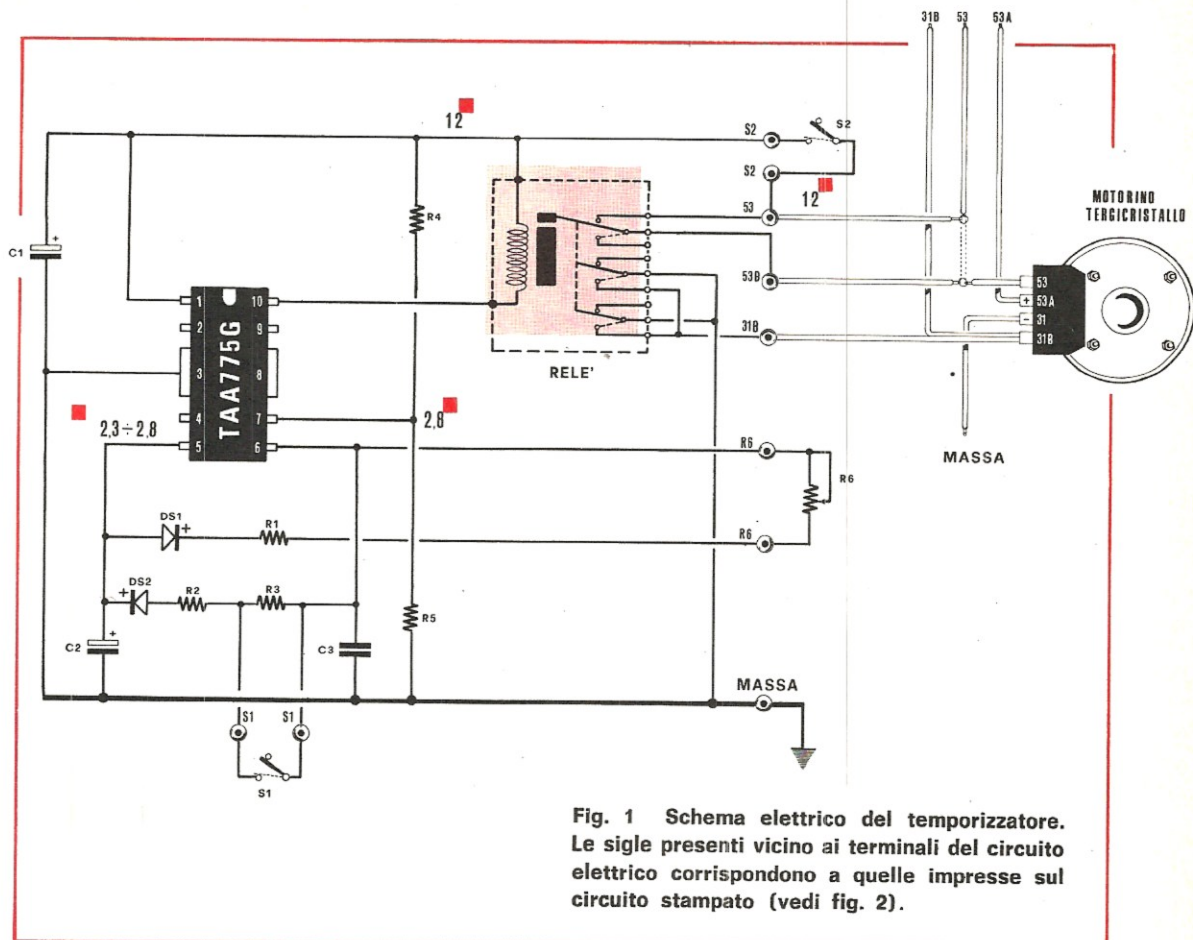 31B 53 53A
12
S2 S2
S2
12
53
MOTORINO
TERGICRISTALLO
R4
C1 +
53B
53
+ 53A
- 31
31B
1 10
2 9
3 8
4 7
5 6
TAA775G
31B
RELE'
2,3÷2,8
2,8
MASSA
R6
R6
R6
DS1 +
R1
+ DS2
R2
R3
R5
C2 +
C3
MASSA
S1 S1
S1
Fig. 1 Schema elettrico del temporizzatore.
Le sigle presenti vicino ai terminali del circuito
elettrico corrispondono a quelle impresse sul
circuito stampato (vedi fig. 2).